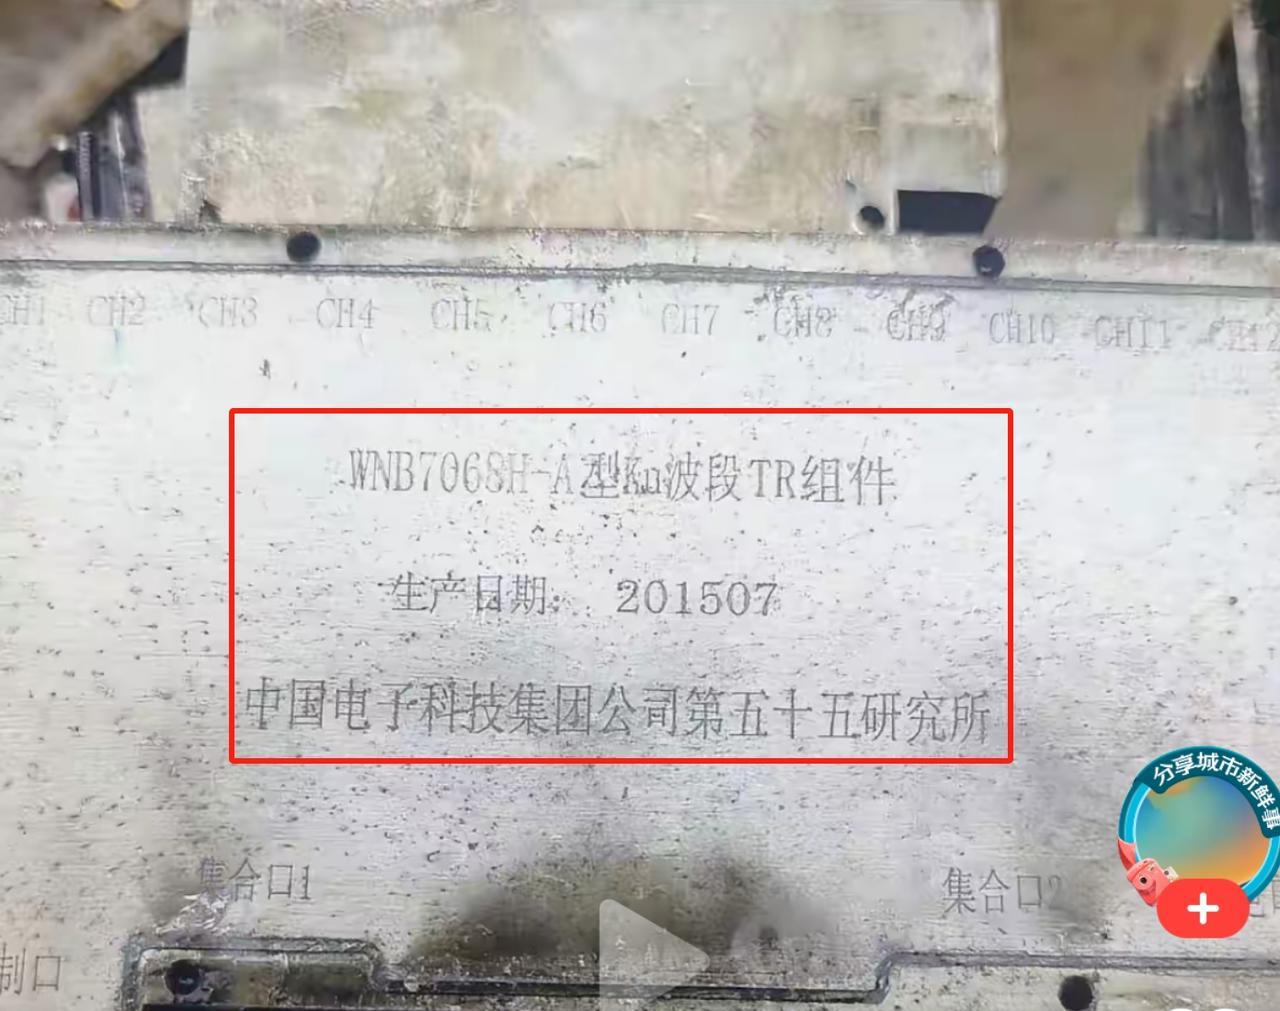 CH1 CH2 CH3 CH4 CH5 CH6 CH7 CH8 CH9 CH10 CH11 CH12
WNB7068H-A型Ku波段TR组件
生产日期： 201507
中国电子科技集团公司第五十五研究所
分享城市新鲜事
集合口1 集合口2
制口